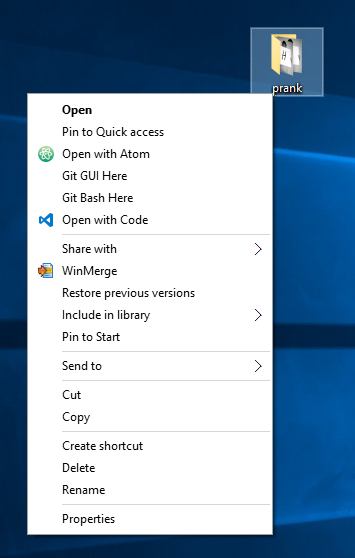 prank
Open
Pin to Quick access
Open with Atom
Git GUI Here
Git Bash Here
Open with Code
Share with
WinMerge
Restore previous versions
Include in library
Pin to Start
Send to
Cut
Copy
Create shortcut
Delete
Rename
Properties